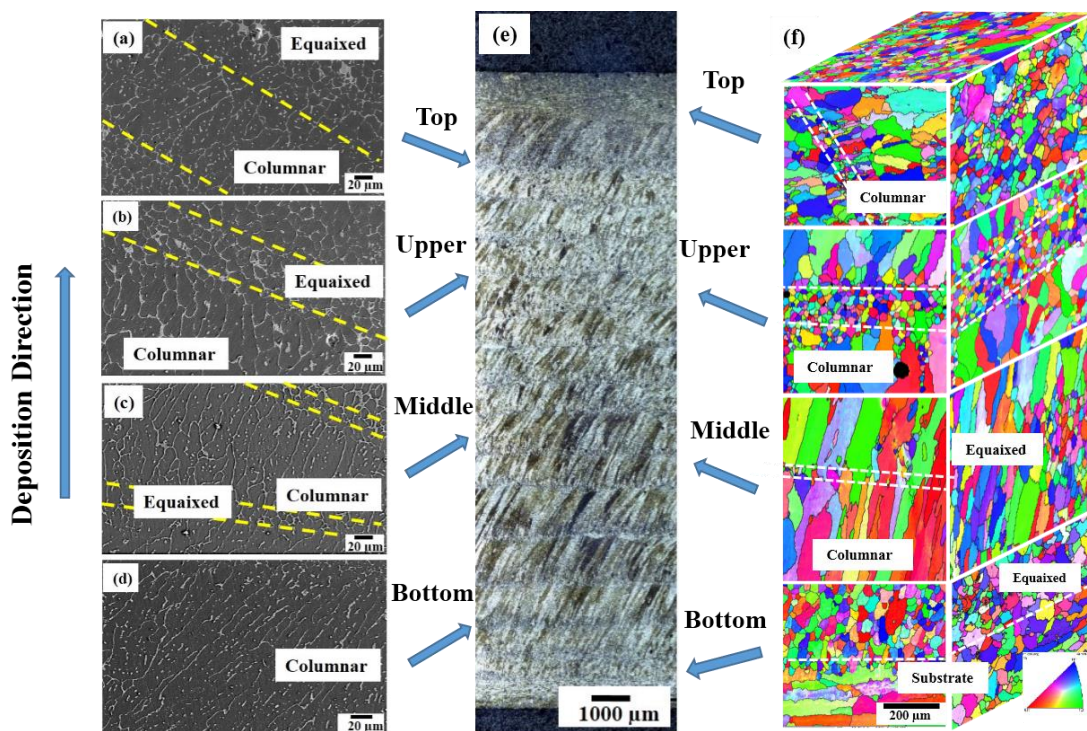 (a)
Equaixed
Columnar
20 μm
(b)
Equaixed
Columnar
20 μm
(c)
Equaixed
Columnar
20 μm
(d)
Columnar
20 μm
Deposition Direction
Top
Upper
Middle
Bottom
(e)
1000 μm
Top
Upper
Middle
Bottom
(f)
Columnar
Columnar
Equaixed
Columnar
Equaixed
Substrate
200 μm